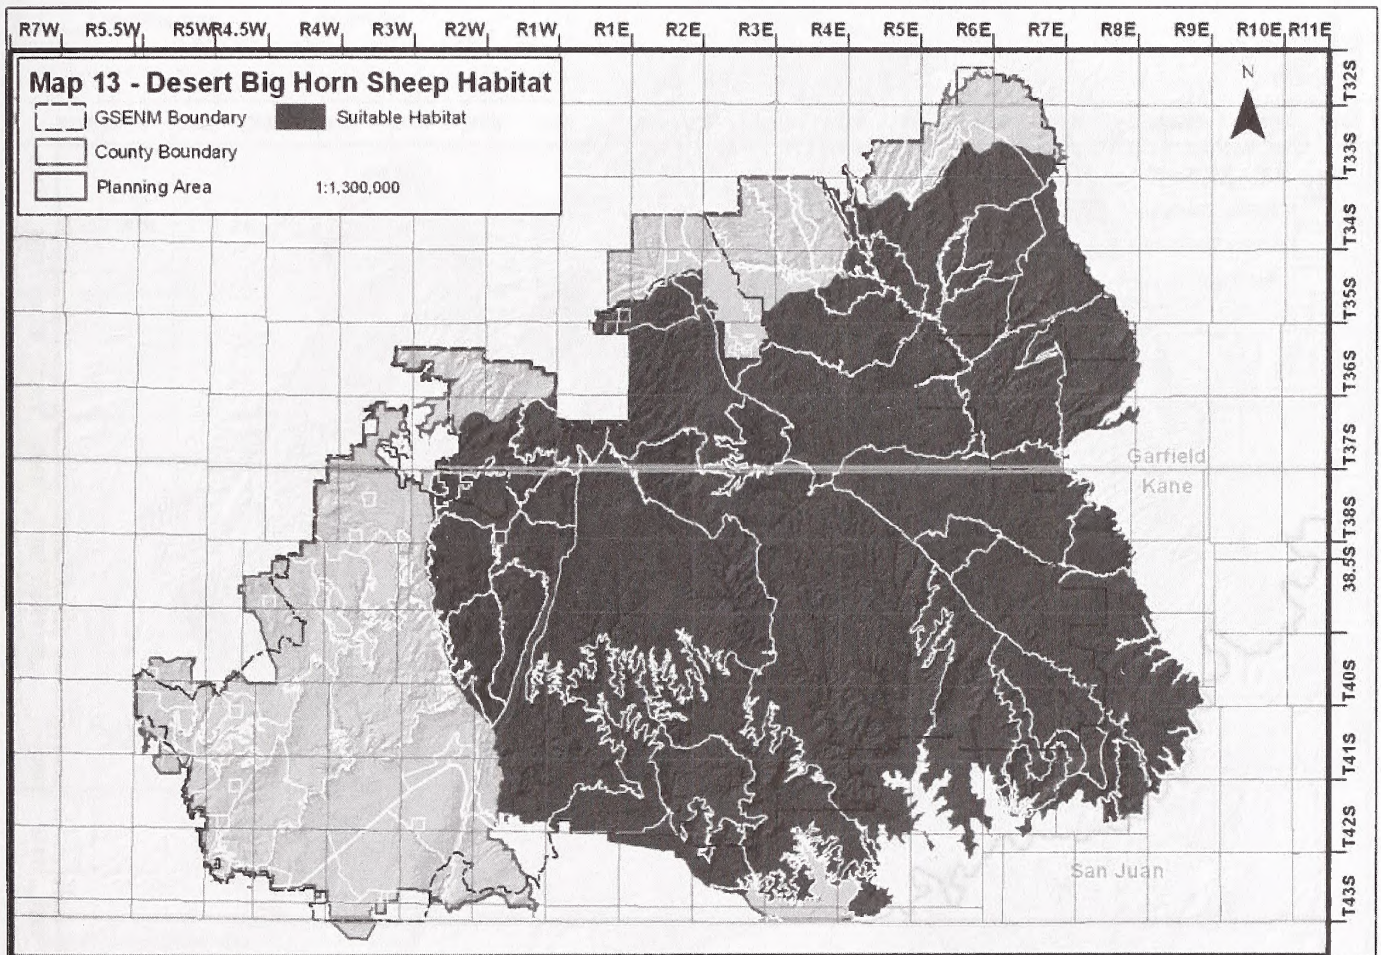 R7W R5.5W R5W R4.5W R4W R3W R2W R1W R1E R2E R3E R4E R5E R6E R7E R8E R9E R10E R11E
Map 13 - Desert Big Horn Sheep Habitat
GSENM Boundary Suitable Habitat
County Boundary
Planning Area 1:1,300,000
N
T32S
T33S
T34S
T35S
T36S
T37S
T38S
38.5S
T40S
T41S
T42S
T43S
Garfield
Kane
San Juan